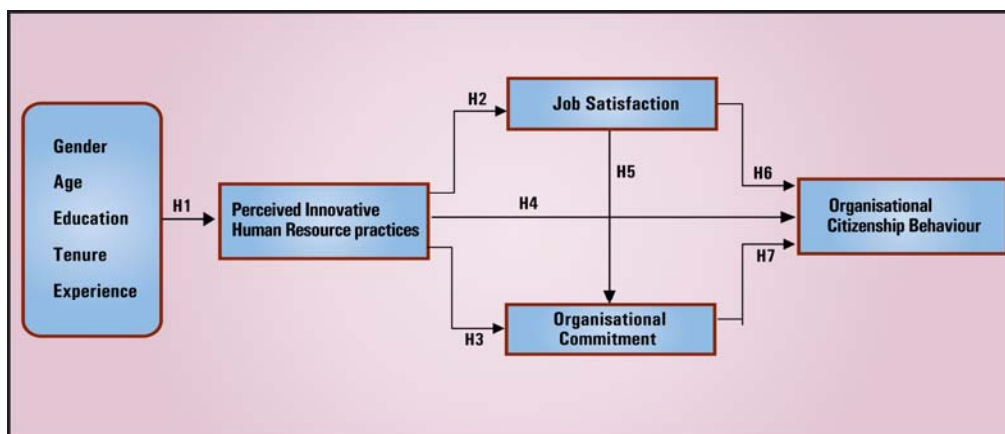 Gender
Age
Education
Tenure
Experience
H1
Perceived Innovative
Human Resource practices
H2
H3
H4
Job Satisfaction
H5
Organisational
Commitment
H6
H7
Organisational
Citizenship Behaviour